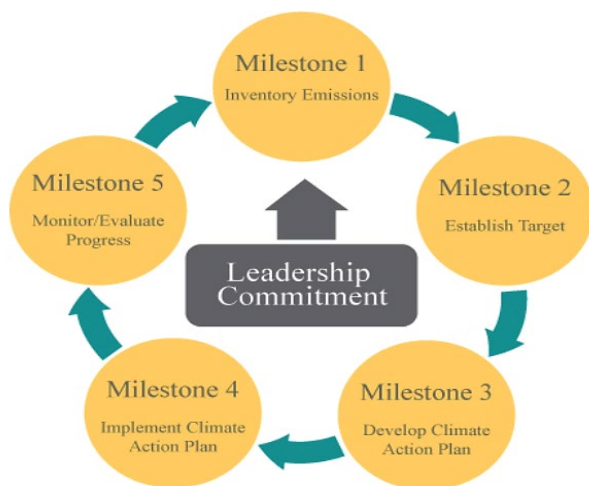 Milestone 1
Inventory Emissions
Milestone 2
Establish Target
Milestone 3
Develop Climate
Action Plan
Milestone 4
Implement Climate
Action Plan
Milestone 5
Monitor/Evaluate
Progress
Leadership
Commitment